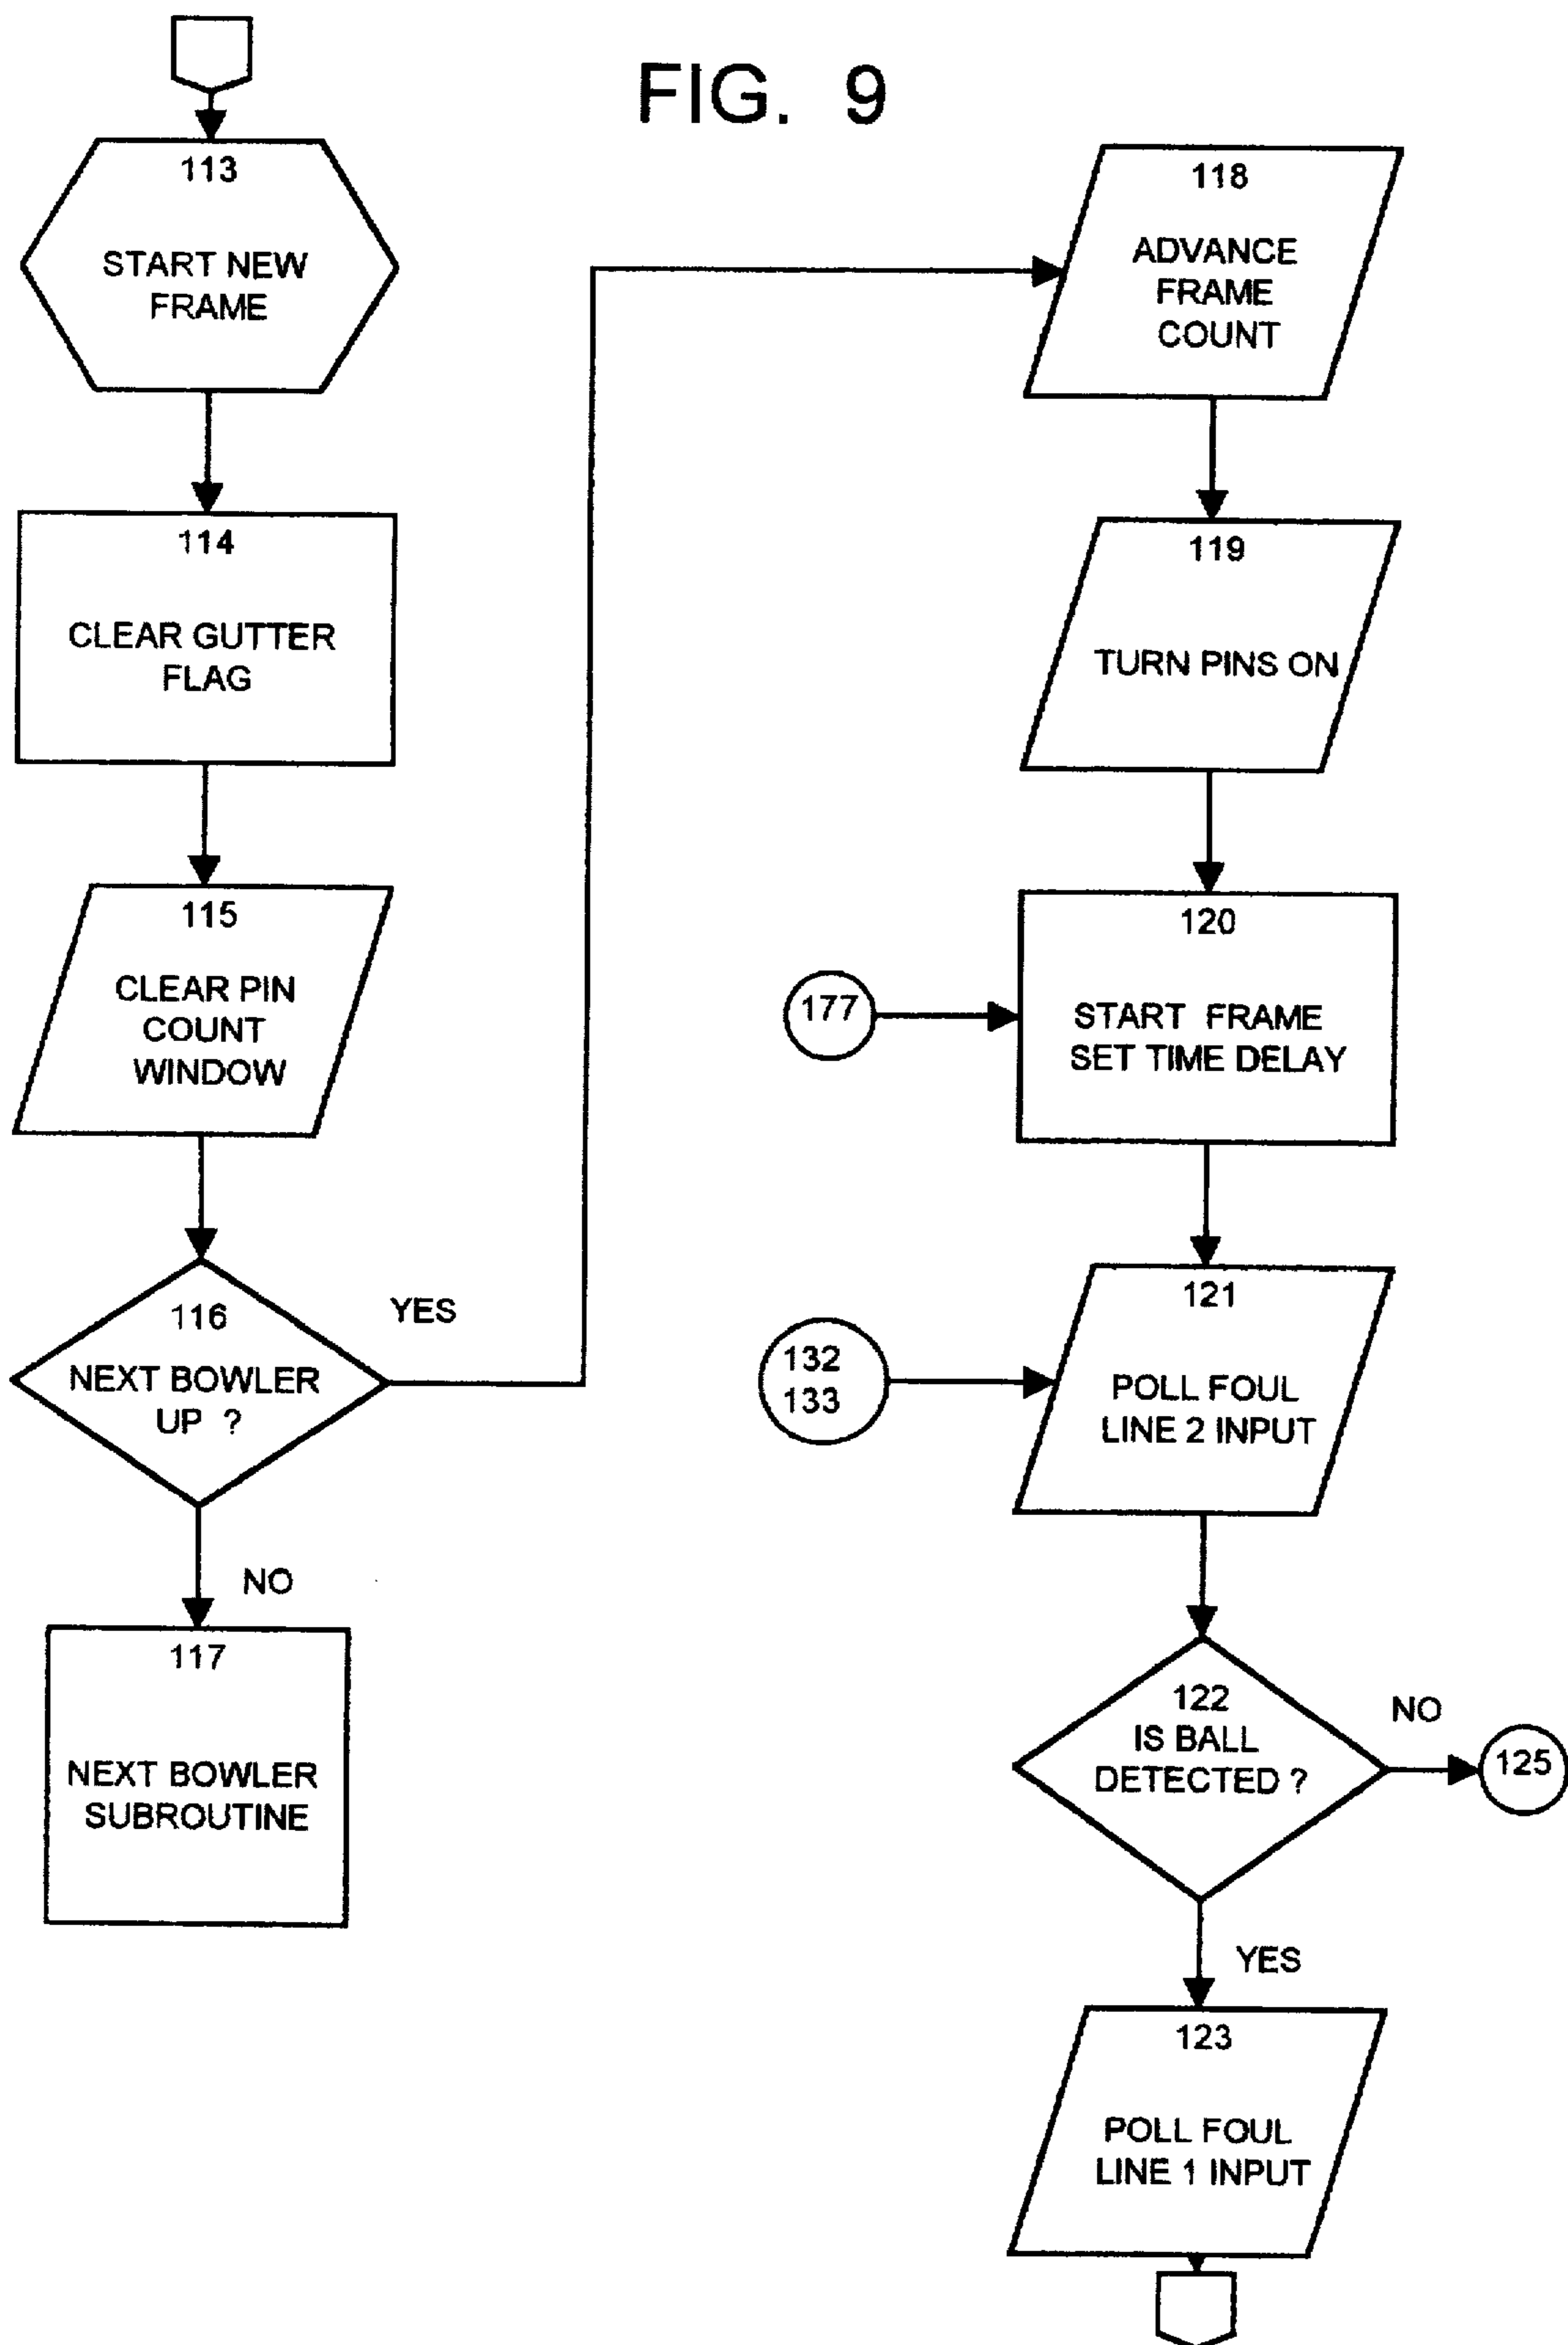 FIG. 9
113
START NEW
FRAME
114
CLEAR GUTTER
FLAG
115
CLEAR PIN
COUNT
WINDOW
116
NEXT BOWLER
UP ?
YES
NO
117
NEXT BOWLER
SUBROUTINE
118
ADVANCE
FRAME
COUNT
119
TURN PINS ON
120
START FRAME
SET TIME DELAY
177
121
POLL FOUL
LINE 2 INPUT
132
133
122
IS BALL
DETECTED ?
NO
125
YES
123
POLL FOUL
LINE 1 INPUT